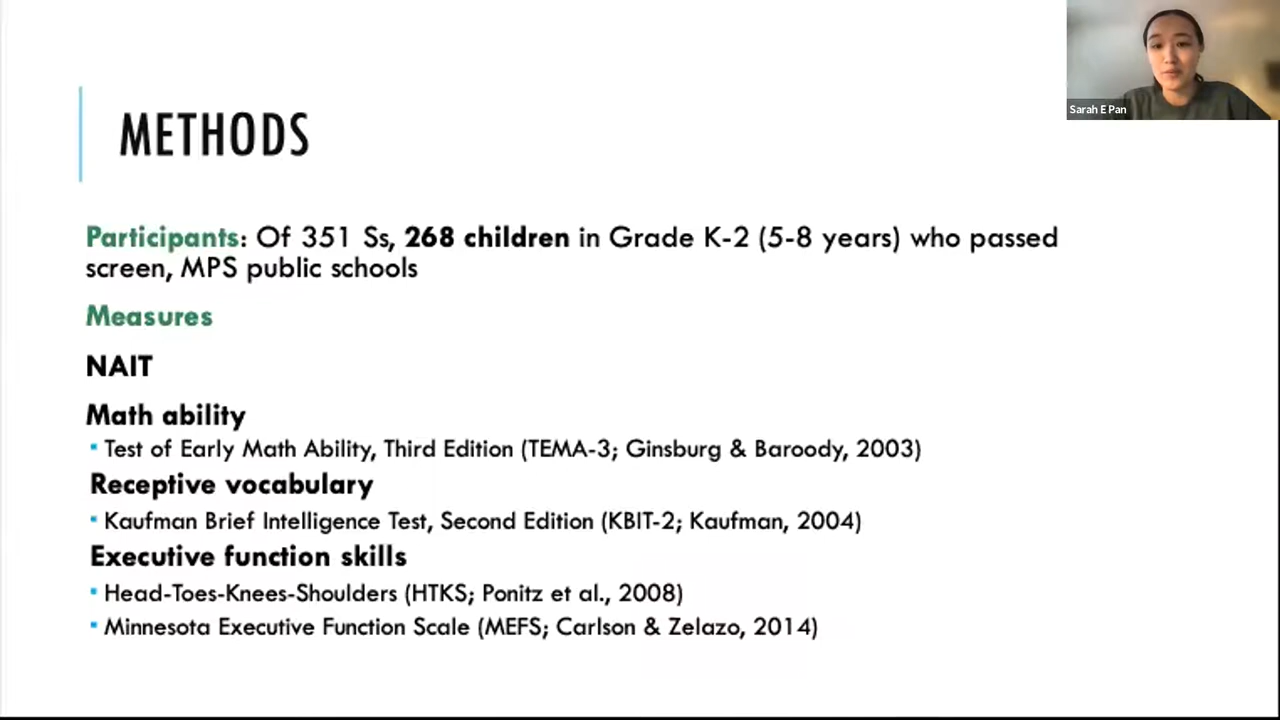 Sarah E Pan
METHODS
Participants: Of 351 Ss, 268 children in Grade K-2 (5-8 years) who passed
screen, MPS public schools
Measures
NAIT
Math ability
▪ Test of Early Math Ability, Third Edition (TEMA-3; Ginsburg & Baroody, 2003)
Receptive vocabulary
▪ Kaufman Brief Intelligence Test, Second Edition (KBIT-2; Kaufman, 2004)
Executive function skills
▪ Head-Toes-Knees-Shoulders (HTKS; Ponitz et al., 2008)
▪ Minnesota Executive Function Scale (MEFS; Carlson & Zelazo, 2014)